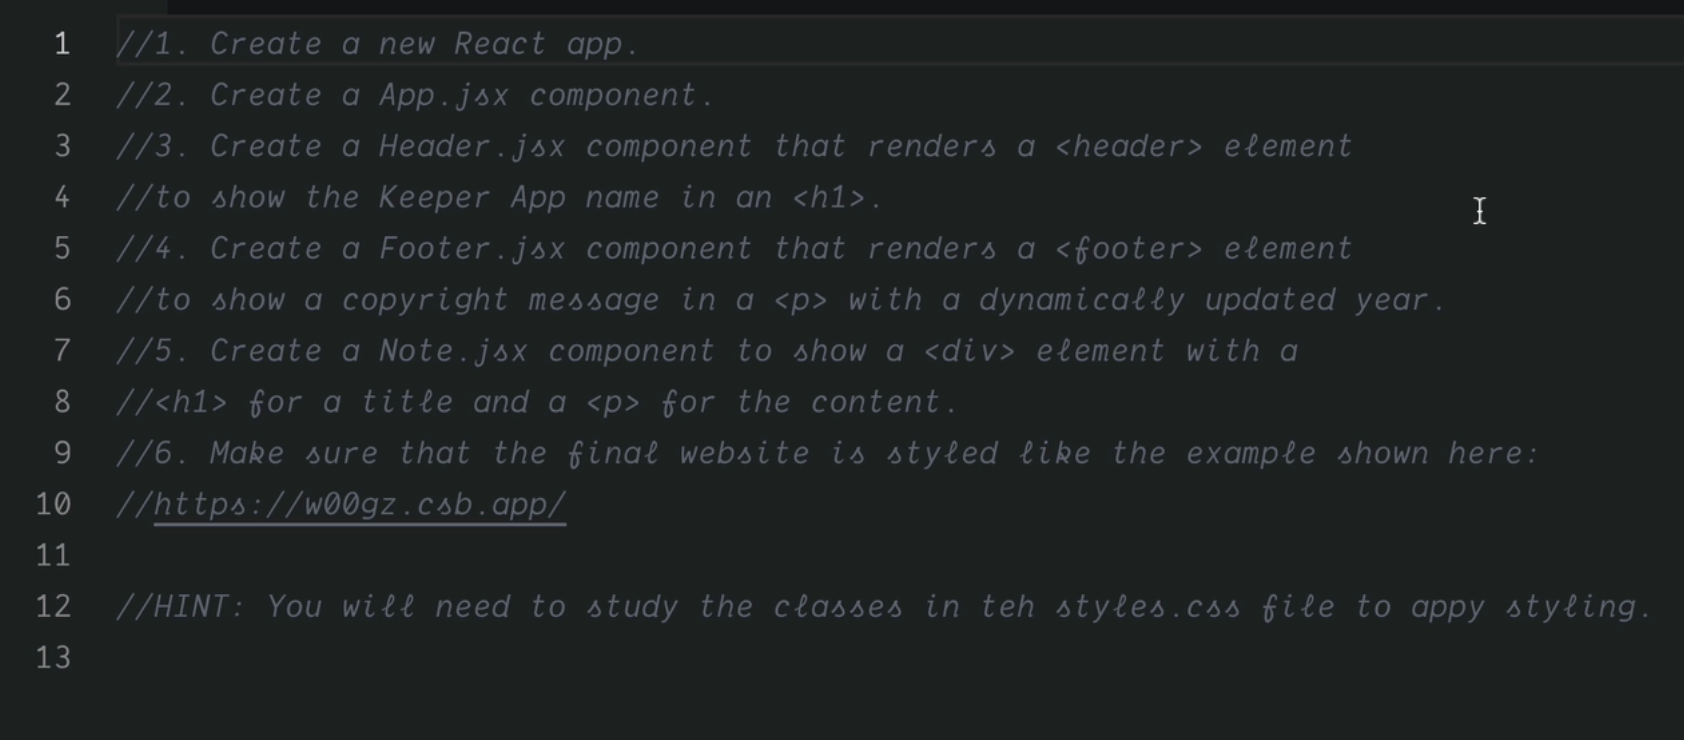 1 //1. Create a new React app.
2 //2. Create a App.jsx component.
3 //3. Create a Header.jsx component that renders a <header> element
4 //to show the Keeper App name in an <h1>.
5 //4. Create a Footer.jsx component that renders a <footer> element
6 //to show a copyright message in a <p> with a dynamically updated year.
7 //5. Create a Note.jsx component to show a <div> element with a
8 //<h1> for a title and a <p> for the content.
9 //6. Make sure that the final website is styled like the example shown here:
10 //https://w00gz.csb.app/
11
12 //HINT: You will need to study the classes in teh styles.css file to appy styling.
13